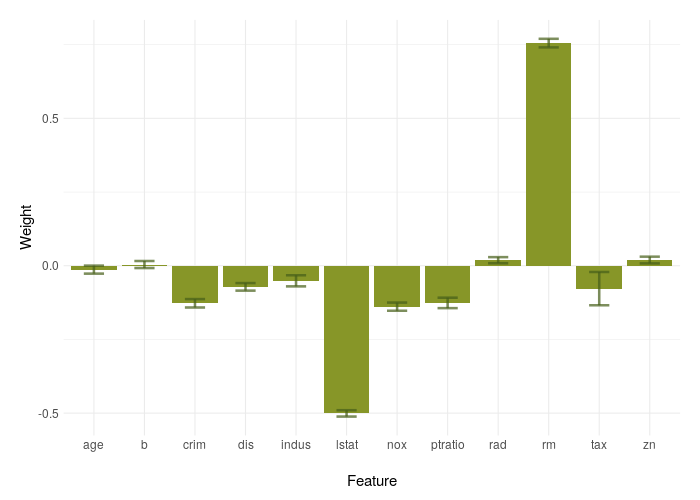 0.5
0.0
-0.5
Weight
age b crim dis indus lstat nox ptratio rad rm tax zn
Feature